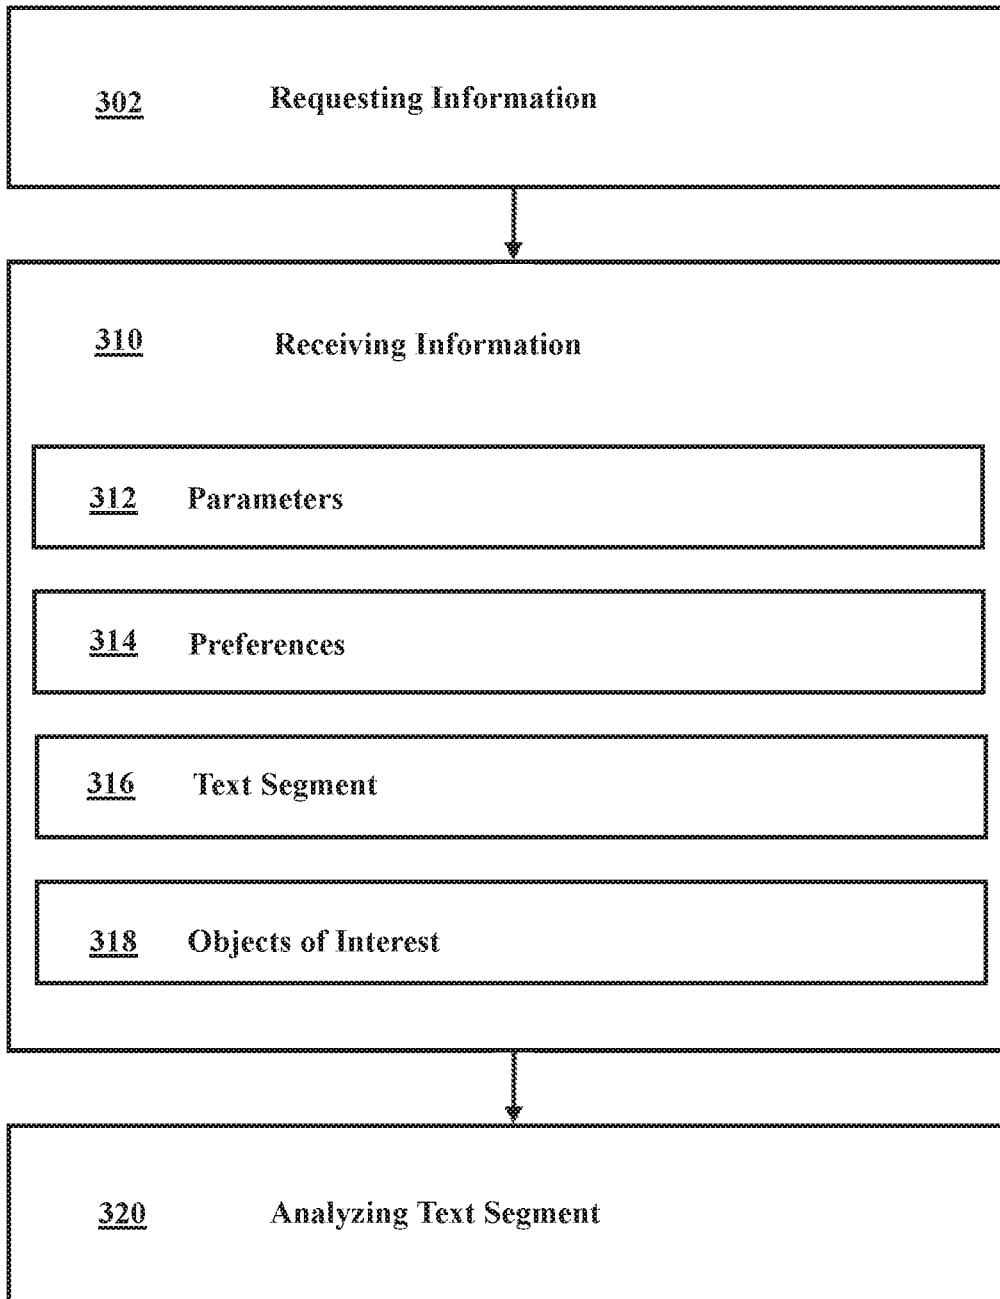 302 Requesting Information
310 Receiving Information
312 Parameters
314 Preferences
316 Text Segment
318 Objects of Interest
320 Analyzing Text Segment